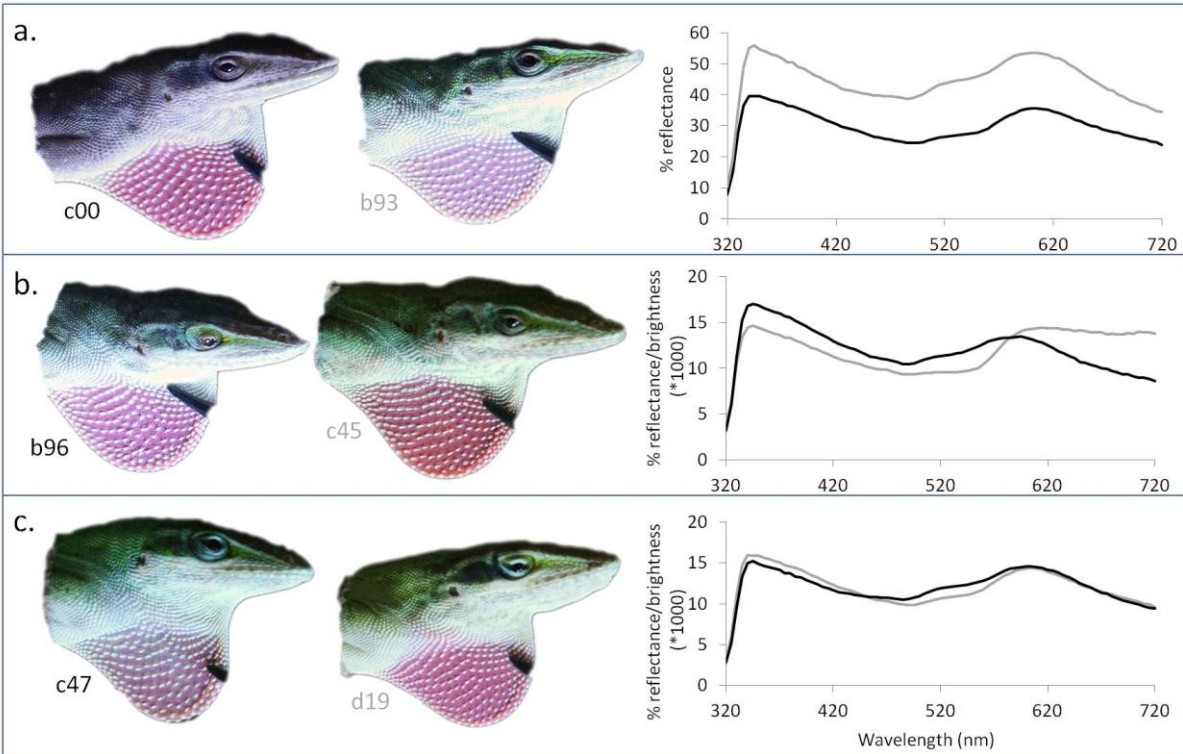 a.
c00
b93
% reflectance
60
50
40
30
20
10
0
320 420 520 620 720
b.
b96
c45
% reflectance/brightness
(*1000)
20
15
10
5
0
320 420 520 620 720
c.
c47
d19
% reflectance/brightness
(*1000)
20
15
10
5
0
320 420 520 620 720
Wavelength (nm)